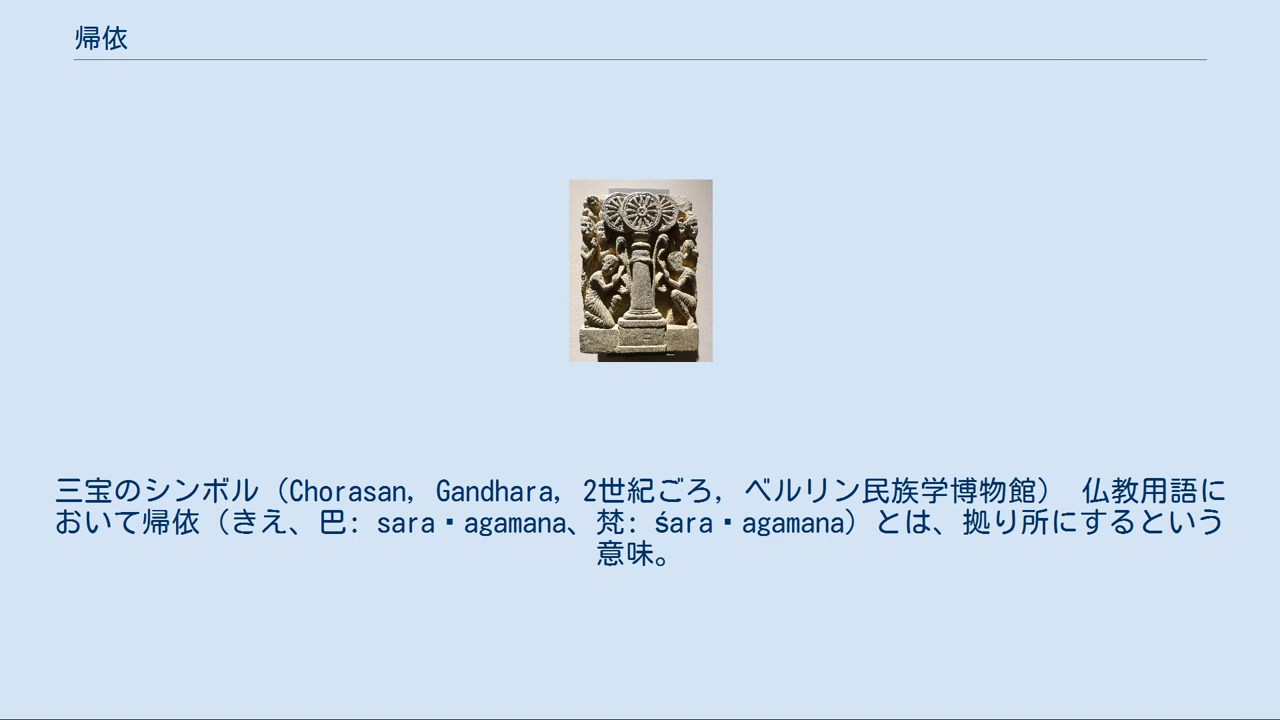 帰依
三宝のシンボル（Chorasan, Gandhara, 2世紀ごろ, ベルリン民族学博物館） 仏教用語に
おいて帰依（きえ、巴: sara▪agamana、梵: śara▪agamana）とは、拠り所にするという
意味。